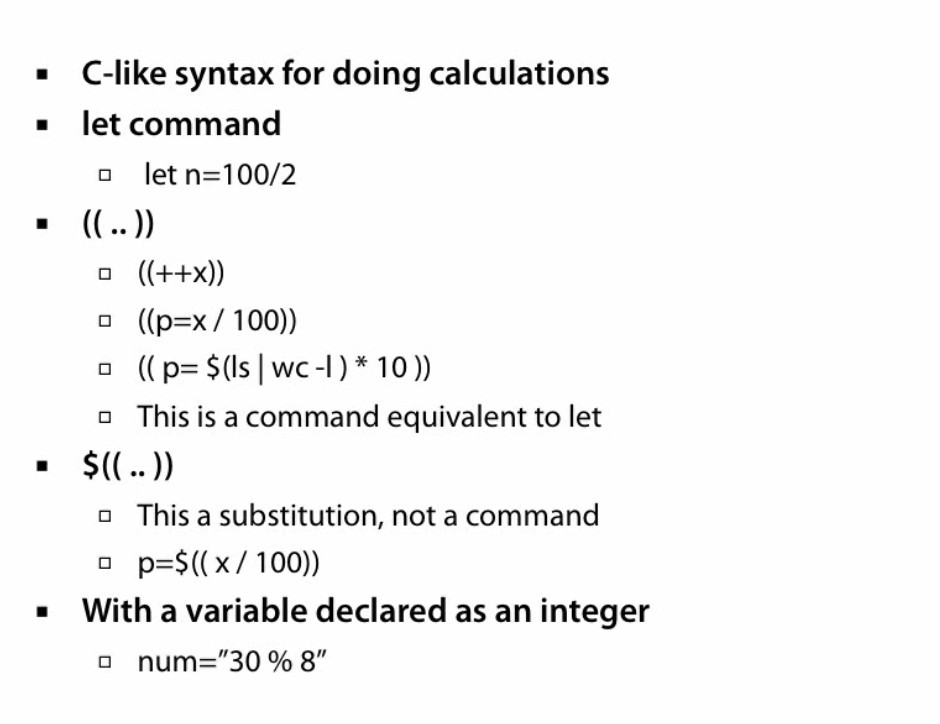 C-like syntax for doing calculations
let command
let n=100/2
(( .. ))
((++x))
((p=x / 100))
(( p= $(ls | wc -l ) * 10 ))
This is a command equivalent to let
$(( .. ))
This a substitution, not a command
p=$(( x / 100))
With a variable declared as an integer
num=”30 % 8”